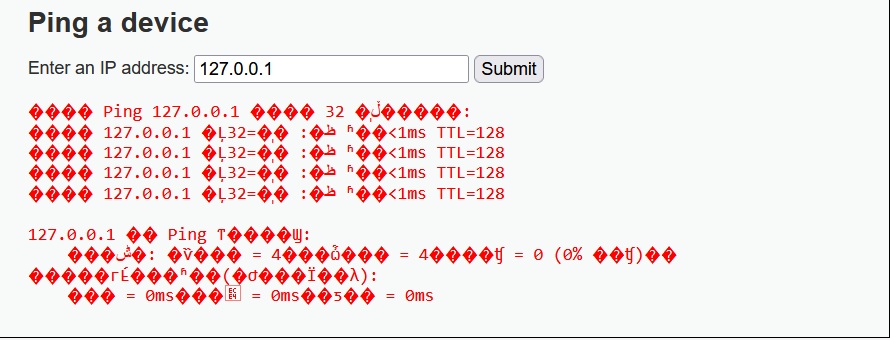 Ping a device
Enter an IP address: 127.0.0.1 Submit
���� Ping 127.0.0.1 ���� 32 �ֽڵ�����:
���� 127.0.0.1 �Ļظ�: �ֽ�=32 ʱ��<1ms TTL=128
���� 127.0.0.1 �Ļظ�: �ֽ�=32 ʱ��<1ms TTL=128
���� 127.0.0.1 �Ļظ�: �ֽ�=32 ʱ��<1ms TTL=128
���� 127.0.0.1 �Ļظ�: �ֽ�=32 ʱ��<1ms TTL=128
127.0.0.1 �� Ping ͳ����Ϣ:
���ݰ�: �ѷ��� = 4���ѽ��� = 4����ʧ = 0 (0% ��ʧ)��
�����г̵Ĺ���ʱ��(�Ժ���Ϊ��λ):
��� = 0ms��� = 0ms��ƽ�� = 0ms